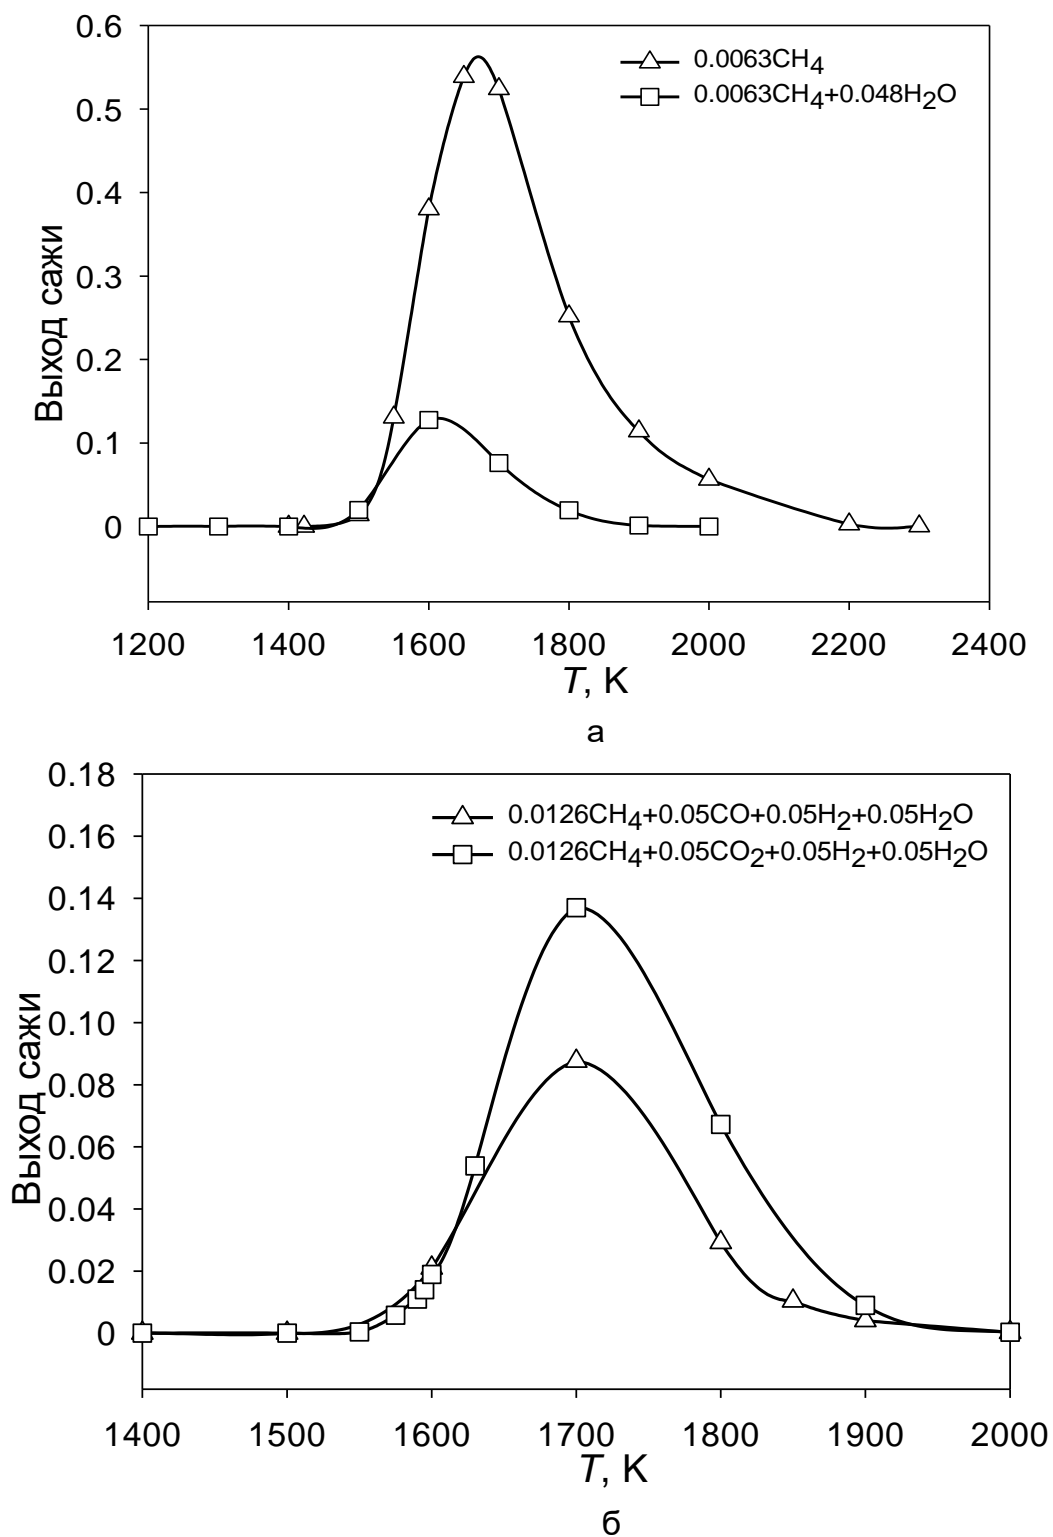 0.6
0.0063CH4
0.0063CH4+0.048H2O
0.5
0.4
0.3
0.2
0.1
0
Выход сажи
1200 1400 1600 1800 2000 2200 2400
T, K
а
0.18
0.0126CH4+0.05CO+0.05H2+0.05H2O
0.16
0.0126CH4+0.05CO2+0.05H2+0.05H2O
0.14
0.12
0.10
0.08
0.06
0.04
0.02
0
Выход сажи
1400 1500 1600 1700 1800 1900 2000
T, K
б